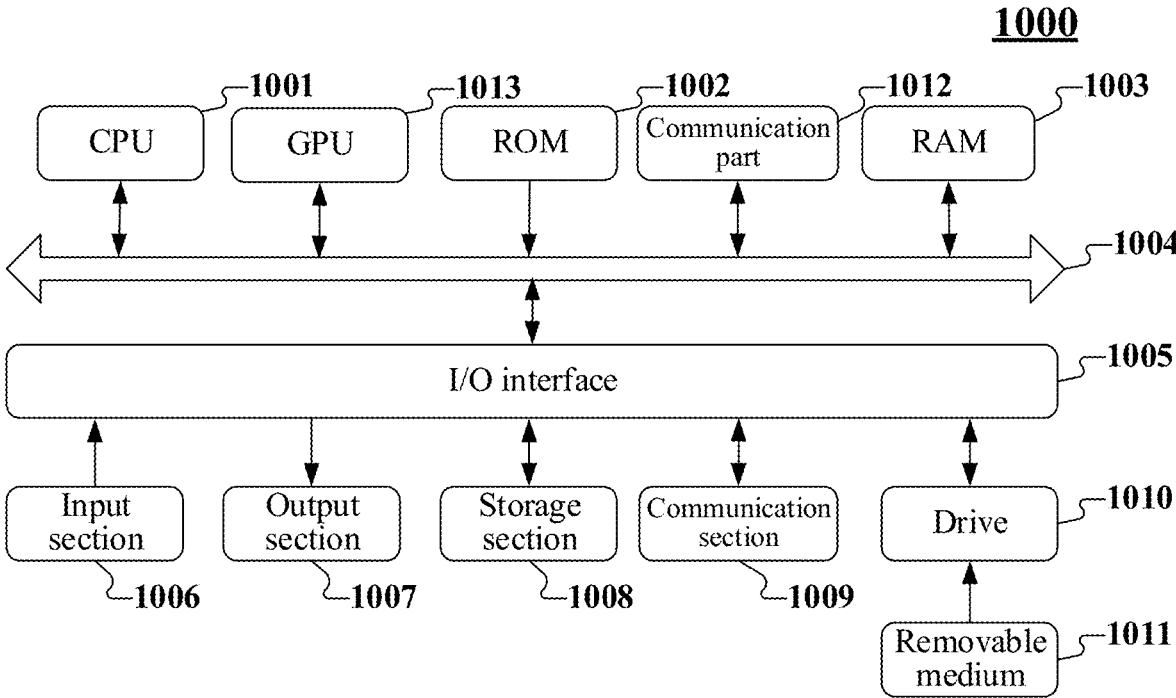 1000
1001
1013
1002
1012
1003
CPU
GPU
ROM
Communication
part
RAM
1004
1005
I/O interface
Input
section
Output
section
Storage
section
Communication
section
Drive
1010
1006
1007
1008
1009
1011
Removable
medium